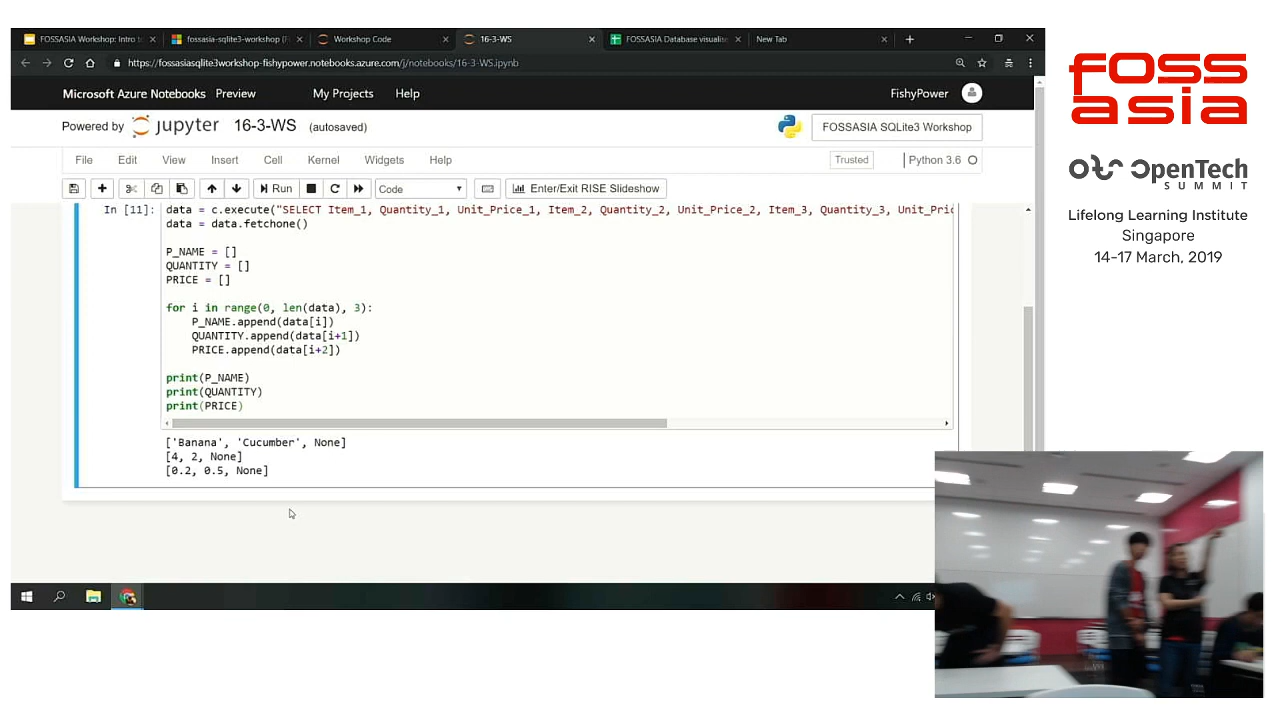 FOSSASIA Workshop: Intro to
fossasia-sqlite3-workshop (F
Workshop Code
16-3-WS
FOSSASIA Database visualise
New Tab
https://fossasiasqlite3workshop-fishypower.notebooks.azure.com/j/notebooks/16-3-WS.ipynb
Microsoft Azure Notebooks Preview My Projects Help FishyPower
Powered by jupyter 16-3-WS (autosaved) FOSSASIA SQLite3 Workshop
File Edit View Insert Cell Kernel Widgets Help Trusted Python 3.6
Run Code Enter/Exit RISE Slideshow
In [11]: data = c.execute("SELECT Item_1, Quantity_1, Unit_Price_1, Item_2, Quantity_2, Unit_Price_2, Item_3, Quantity_3, Unit_Pric
data = data.fetchone()
P_NAME = []
QUANTITY = []
PRICE = []
for i in range(0, len(data), 3):
P_NAME.append(data[i])
QUANTITY.append(data[i+1])
PRICE.append(data[i+2])
print(P_NAME)
print(QUANTITY)
print(PRICE)
['Banana', 'Cucumber', None]
[4, 2, None]
[0.2, 0.5, None]
FOSS
asia
OpenTech
SUMMIT
Lifelong Learning Institute
Singapore
14-17 March, 2019